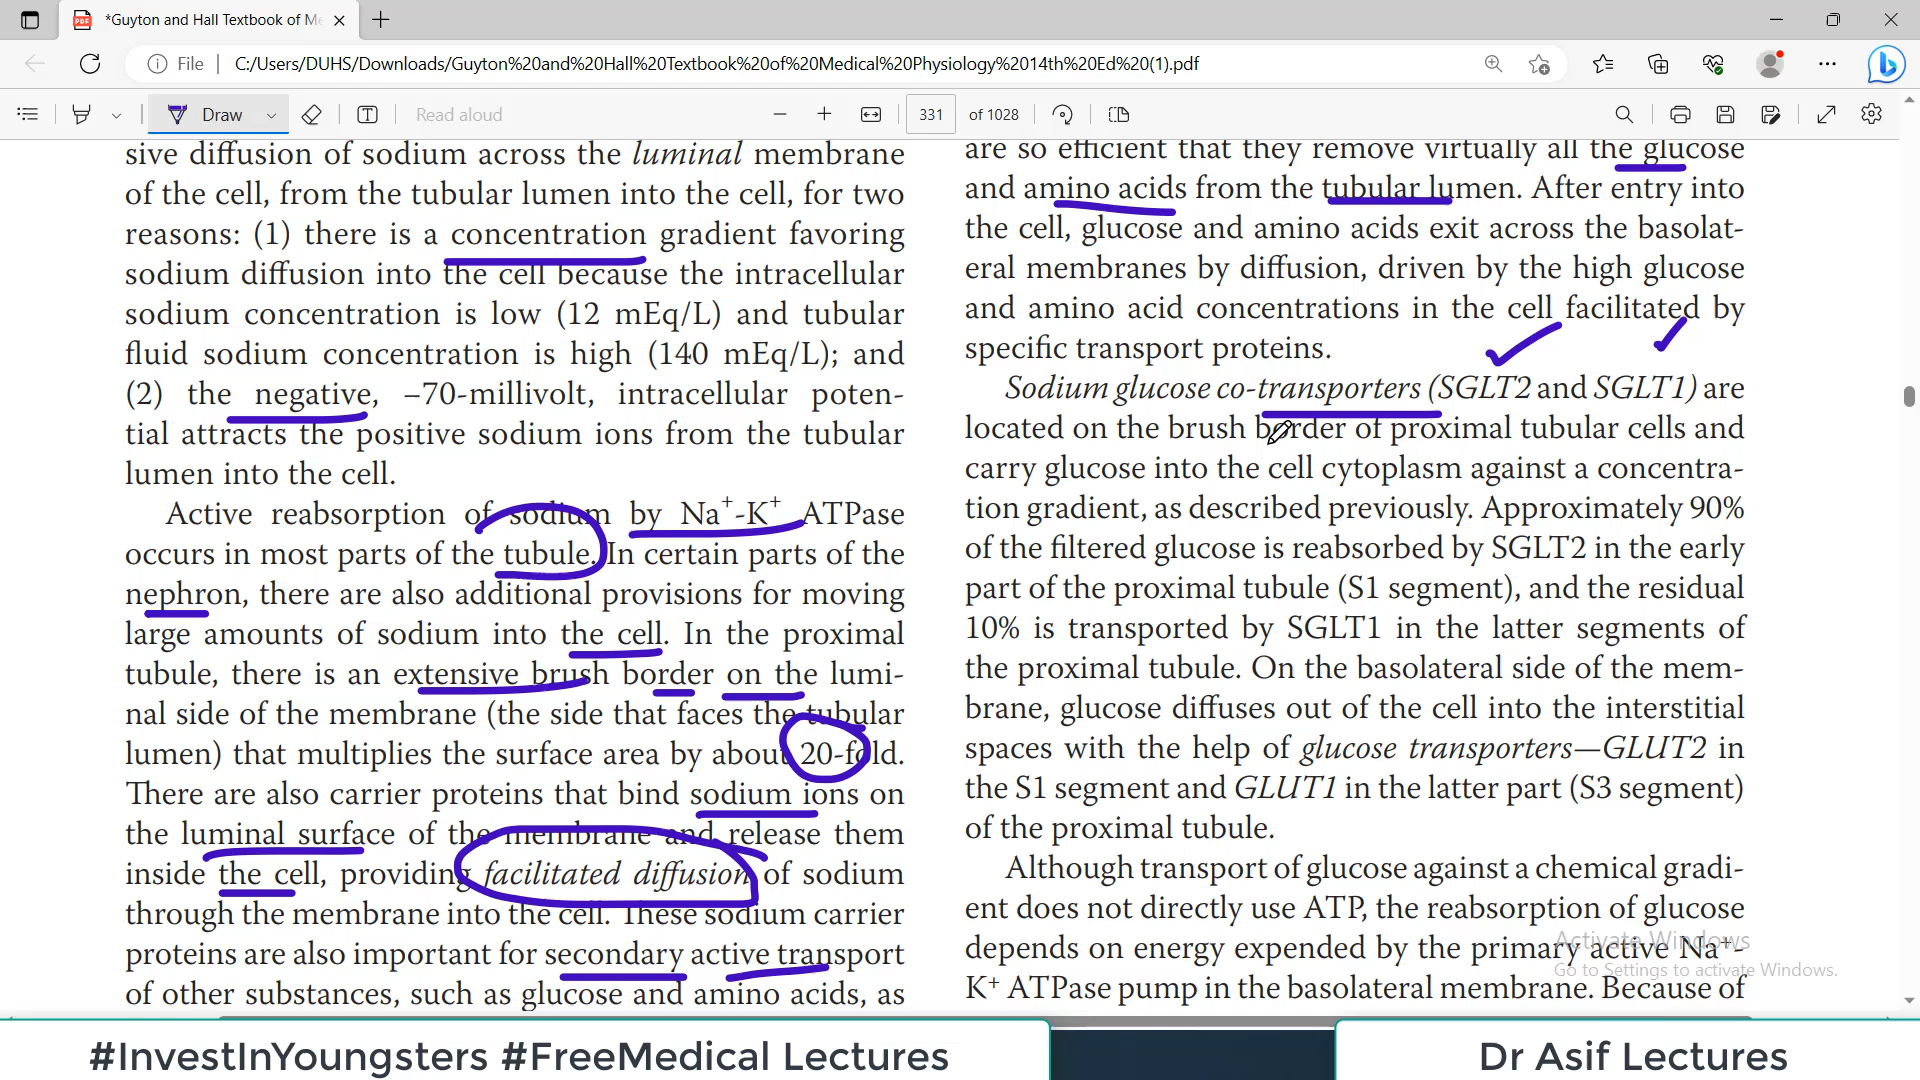 *Guyton and Hall Textbook of Me
File
C:/Users/DUHS/Downloads/Guyton%20and%20Hall%20Textbook%20of%20Medical%20Physiology%2014th%20Ed%20(1).pdf
Draw
Read aloud
331 of 1028
sive diffusion of sodium across the luminal membrane
of the cell, from the tubular lumen into the cell, for two
reasons: (1) there is a concentration gradient favoring
sodium diffusion into the cell because the intracellular
sodium concentration is low (12 mEq/L) and tubular
fluid sodium concentration is high (140 mEq/L); and
(2) the negative, −70-millivolt, intracellular poten-
tial attracts the positive sodium ions from the tubular
lumen into the cell.
Active reabsorption of sodium by Na+-K+ ATPase
occurs in most parts of the tubule. In certain parts of the
nephron, there are also additional provisions for moving
large amounts of sodium into the cell. In the proximal
tubule, there is an extensive brush border on the lumi-
nal side of the membrane (the side that faces the tubular
lumen) that multiplies the surface area by about 20-fold.
There are also carrier proteins that bind sodium ions on
the luminal surface of the membrane and release them
inside the cell, providing facilitated diffusion of sodium
through the membrane into the cell. These sodium carrier
proteins are also important for secondary active transport
of other substances, such as glucose and amino acids, as
are so efficient that they remove virtually all the glucose
and amino acids from the tubular lumen. After entry into
the cell, glucose and amino acids exit across the basolat-
eral membranes by diffusion, driven by the high glucose
and amino acid concentrations in the cell facilitated by
specific transport proteins.
Sodium glucose co-transporters (SGLT2 and SGLT1) are
located on the brush border of proximal tubular cells and
carry glucose into the cell cytoplasm against a concentra-
tion gradient, as described previously. Approximately 90%
of the filtered glucose is reabsorbed by SGLT2 in the early
part of the proximal tubule (S1 segment), and the residual
10% is transported by SGLT1 in the latter segments of
the proximal tubule. On the basolateral side of the mem-
brane, glucose diffuses out of the cell into the interstitial
spaces with the help of glucose transporters—GLUT2 in
the S1 segment and GLUT1 in the latter part (S3 segment)
of the proximal tubule.
Although transport of glucose against a chemical gradi-
ent does not directly use ATP, the reabsorption of glucose
depends on energy expended by the primary active Na+-
K+ ATPase pump in the basolateral membrane. Because of
Activate Windows
Go to Settings to activate Windows.
#InvestInYoungsters #FreeMedical Lectures
Dr Asif Lectures